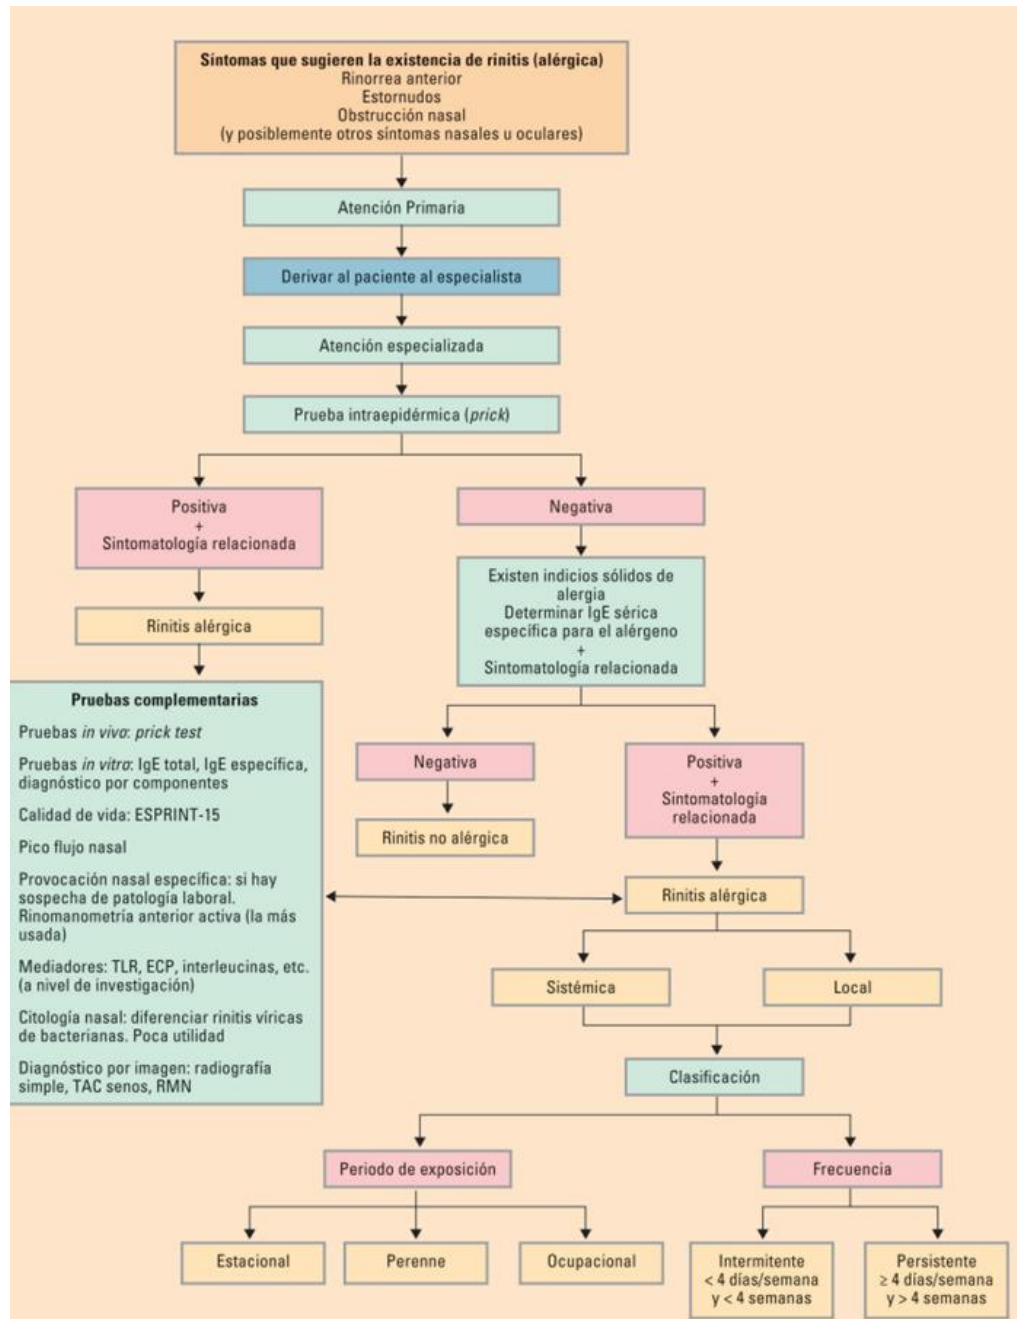 Síntomas que sugieren la existencia de rinitis (alérgica)
Rinorrea anterior
Estornudos
Obstrucción nasal
(y posiblemente otros síntomas nasales u oculares)
Atención Primaria
Derivar al paciente al especialista
Atención especializada
Prueba intraepidérmica (prick)
Positiva
+
Sintomatología relacionada
Rinitis alérgica
Pruebas complementarias
Pruebas in vivo: prick test
Pruebas in vitro: IgE total, IgE específica,
diagnóstico por componentes
Calidad de vida: ESPRINT-15
Pico flujo nasal
Provocación nasal específica: si hay
sospecha de patología laboral.
Rinomanometría anterior activa (la más
usada)
Mediadores: TLR, ECP, interleucinas, etc.
(a nivel de investigación)
Citología nasal: diferenciar rinitis víricas
de bacterianas. Poca utilidad
Diagnóstico por imagen: radiografía
simple, TAC senos, RMN
Negativa
Existen indicios sólidos de
alergia
Determinar IgE sérica
específica para el alérgeno
+
Sintomatología relacionada
Negativa
Rinitis no alérgica
Positiva
+
Sintomatología
relacionada
Rinitis alérgica
Sistémica
Local
Clasificación
Periodo de exposición
Estacional
Perenne
Ocupacional
Frecuencia
Intermitente
< 4 días/semana
y < 4 semanas
Persistente
≥ 4 días/semana
y > 4 semanas